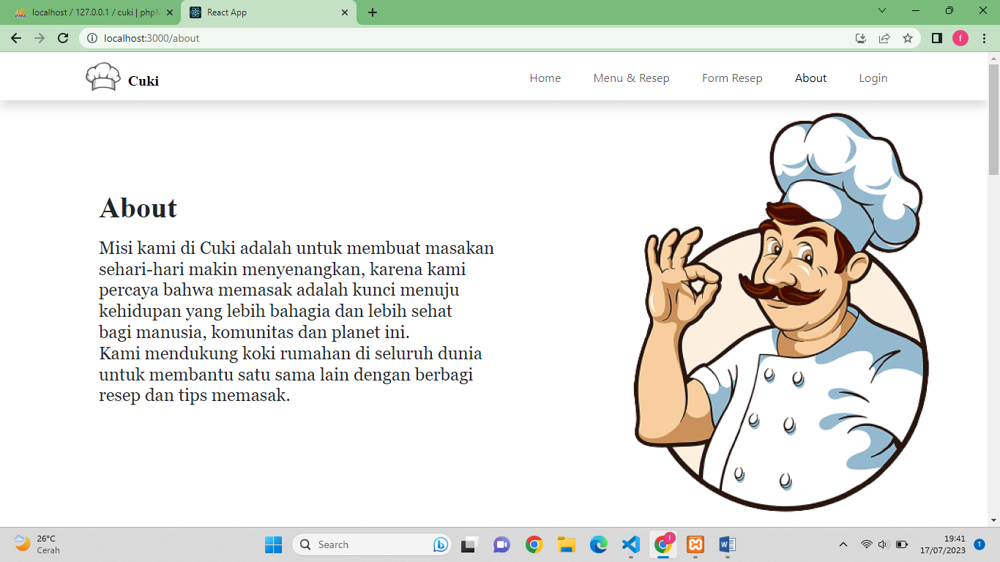 localhost / 127.0.0.1 / cuki | phpM
React App
localhost:3000/about
f
Cuki
Home
Menu & Resep
Form Resep
About
Login
About
Misi kami di Cuki adalah untuk membuat masakan
sehari-hari makin menyenangkan, karena kami
percaya bahwa memasak adalah kunci menuju
kehidupan yang lebih bahagia dan lebih sehat
bagi manusia, komunitas dan planet ini.
Kami mendukung koki rumahan di seluruh dunia
untuk membantu satu sama lain dengan berbagi
resep dan tips memasak.
26°C
Cerah
Search
f
19:41
17/07/2023
1